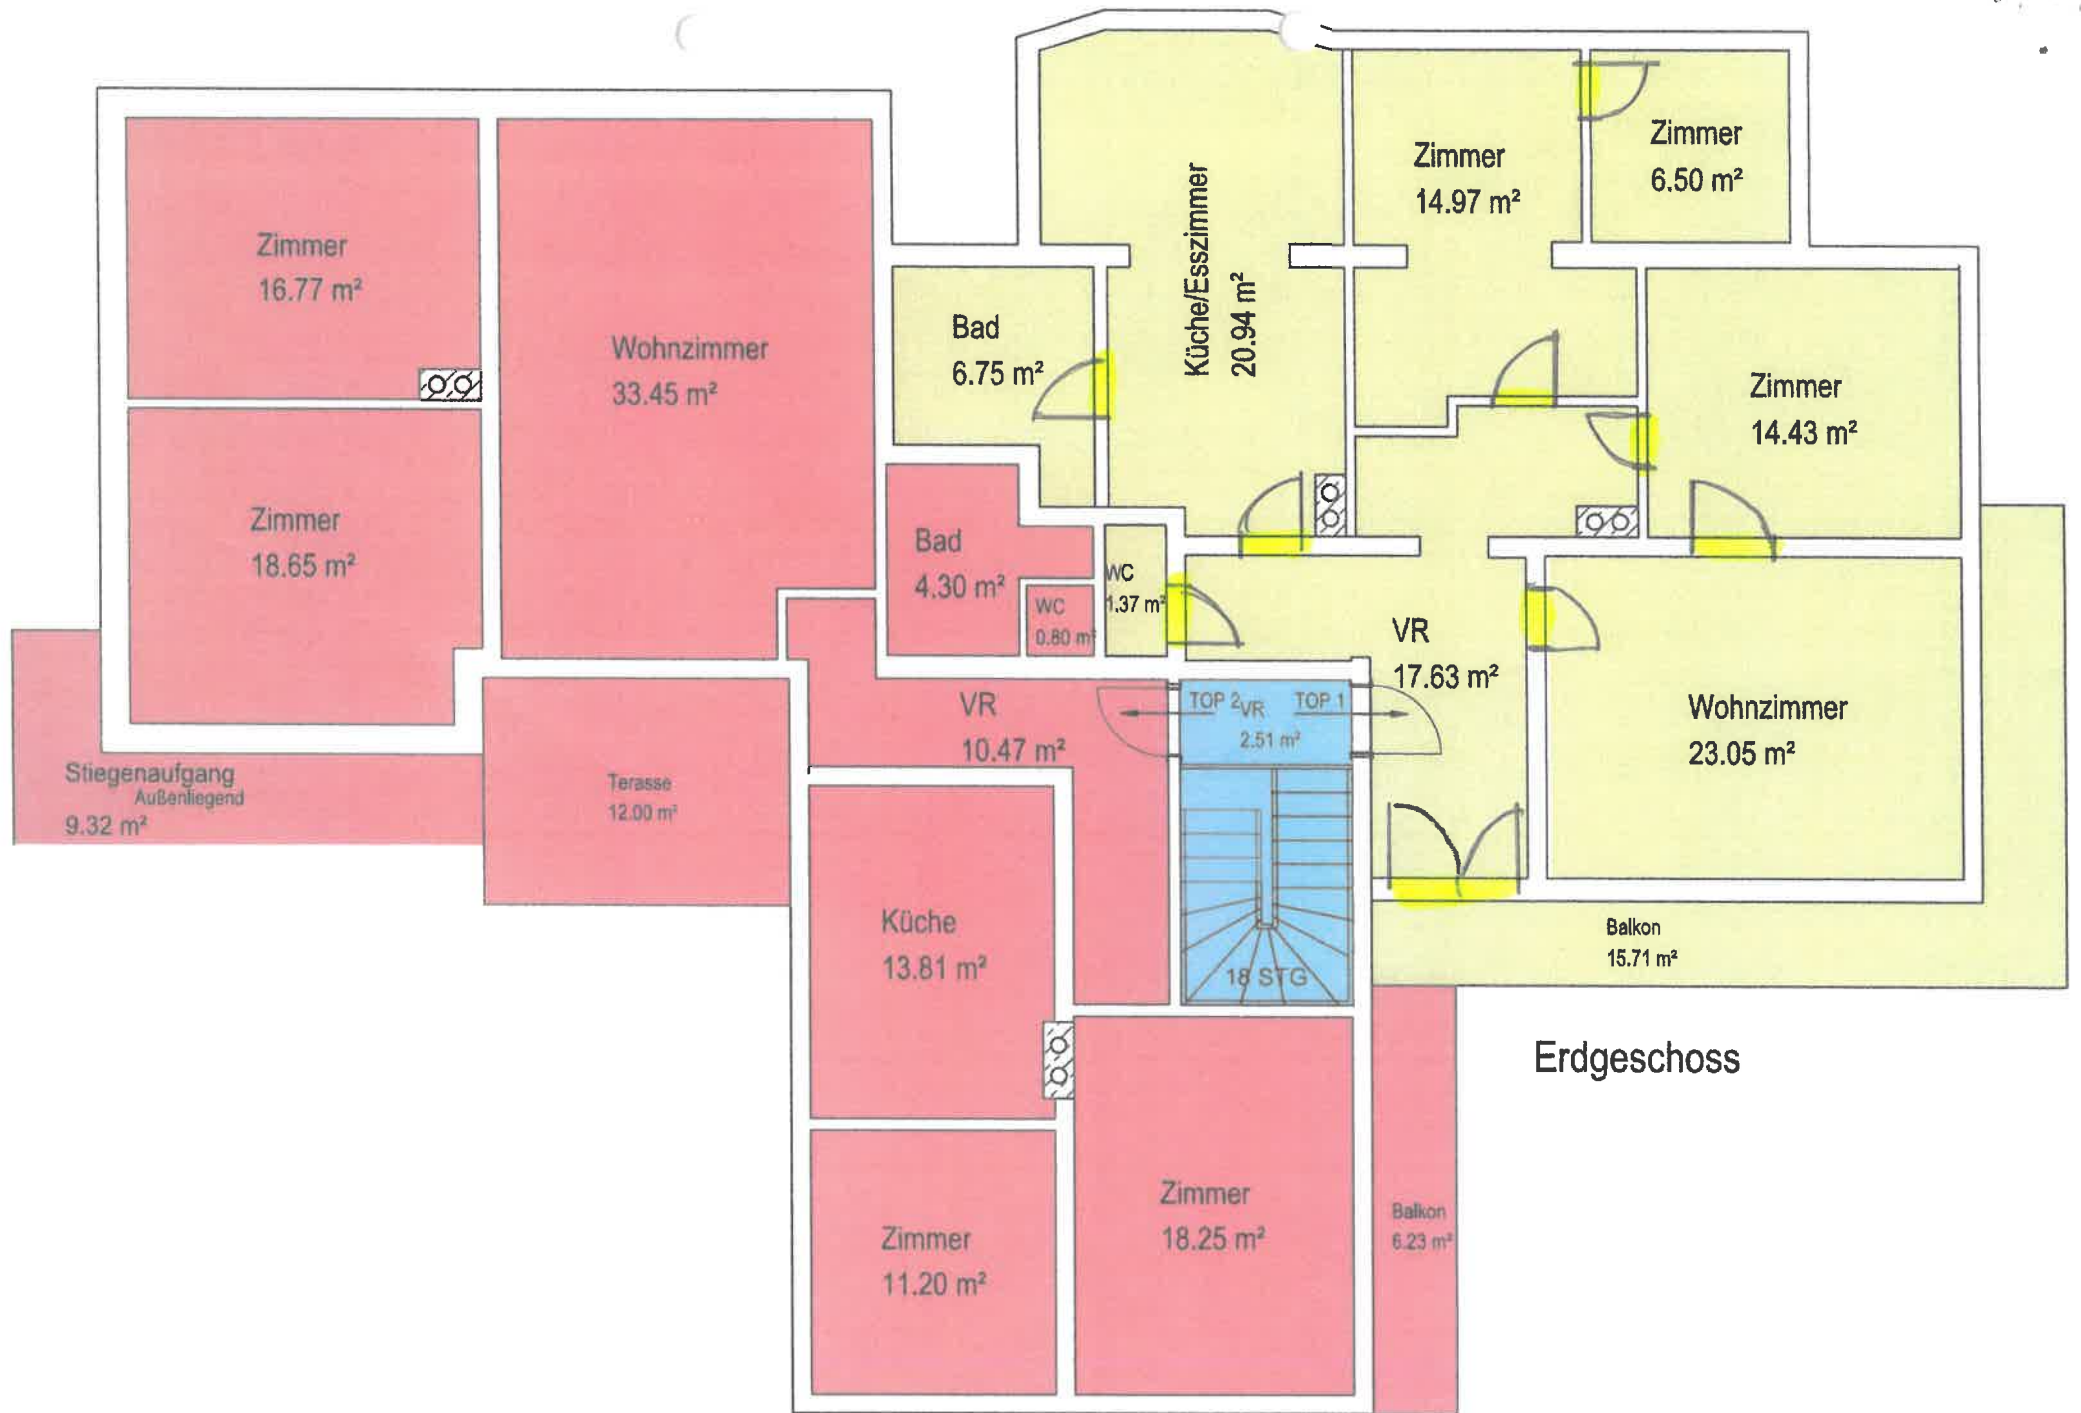 Zimmer
16.77 m²
Wohnzimmer
33.45 m²
Zimmer
18.65 m²
Bad
6.75 m²
Küche/Esszimmer
20.94 m²
Zimmer
14.97 m²
Zimmer
6.50 m²
Zimmer
14.43 m²
Bad
4.30 m²
WC
0.80 m²
WC
1.37 m²
VR
17.63 m²
Wohnzimmer
23.05 m²
VR
10.47 m²
TOP 2
VR
TOP 1
2.51 m²
Stiegenaufgang
Außenliegend
9.32 m²
Terasse
12.00 m²
Küche
13.81 m²
18 STG
Balkon
15.71 m²
Erdgeschoss
Zimmer
11.20 m²
Zimmer
18.25 m²
Balkon
6.23 m²